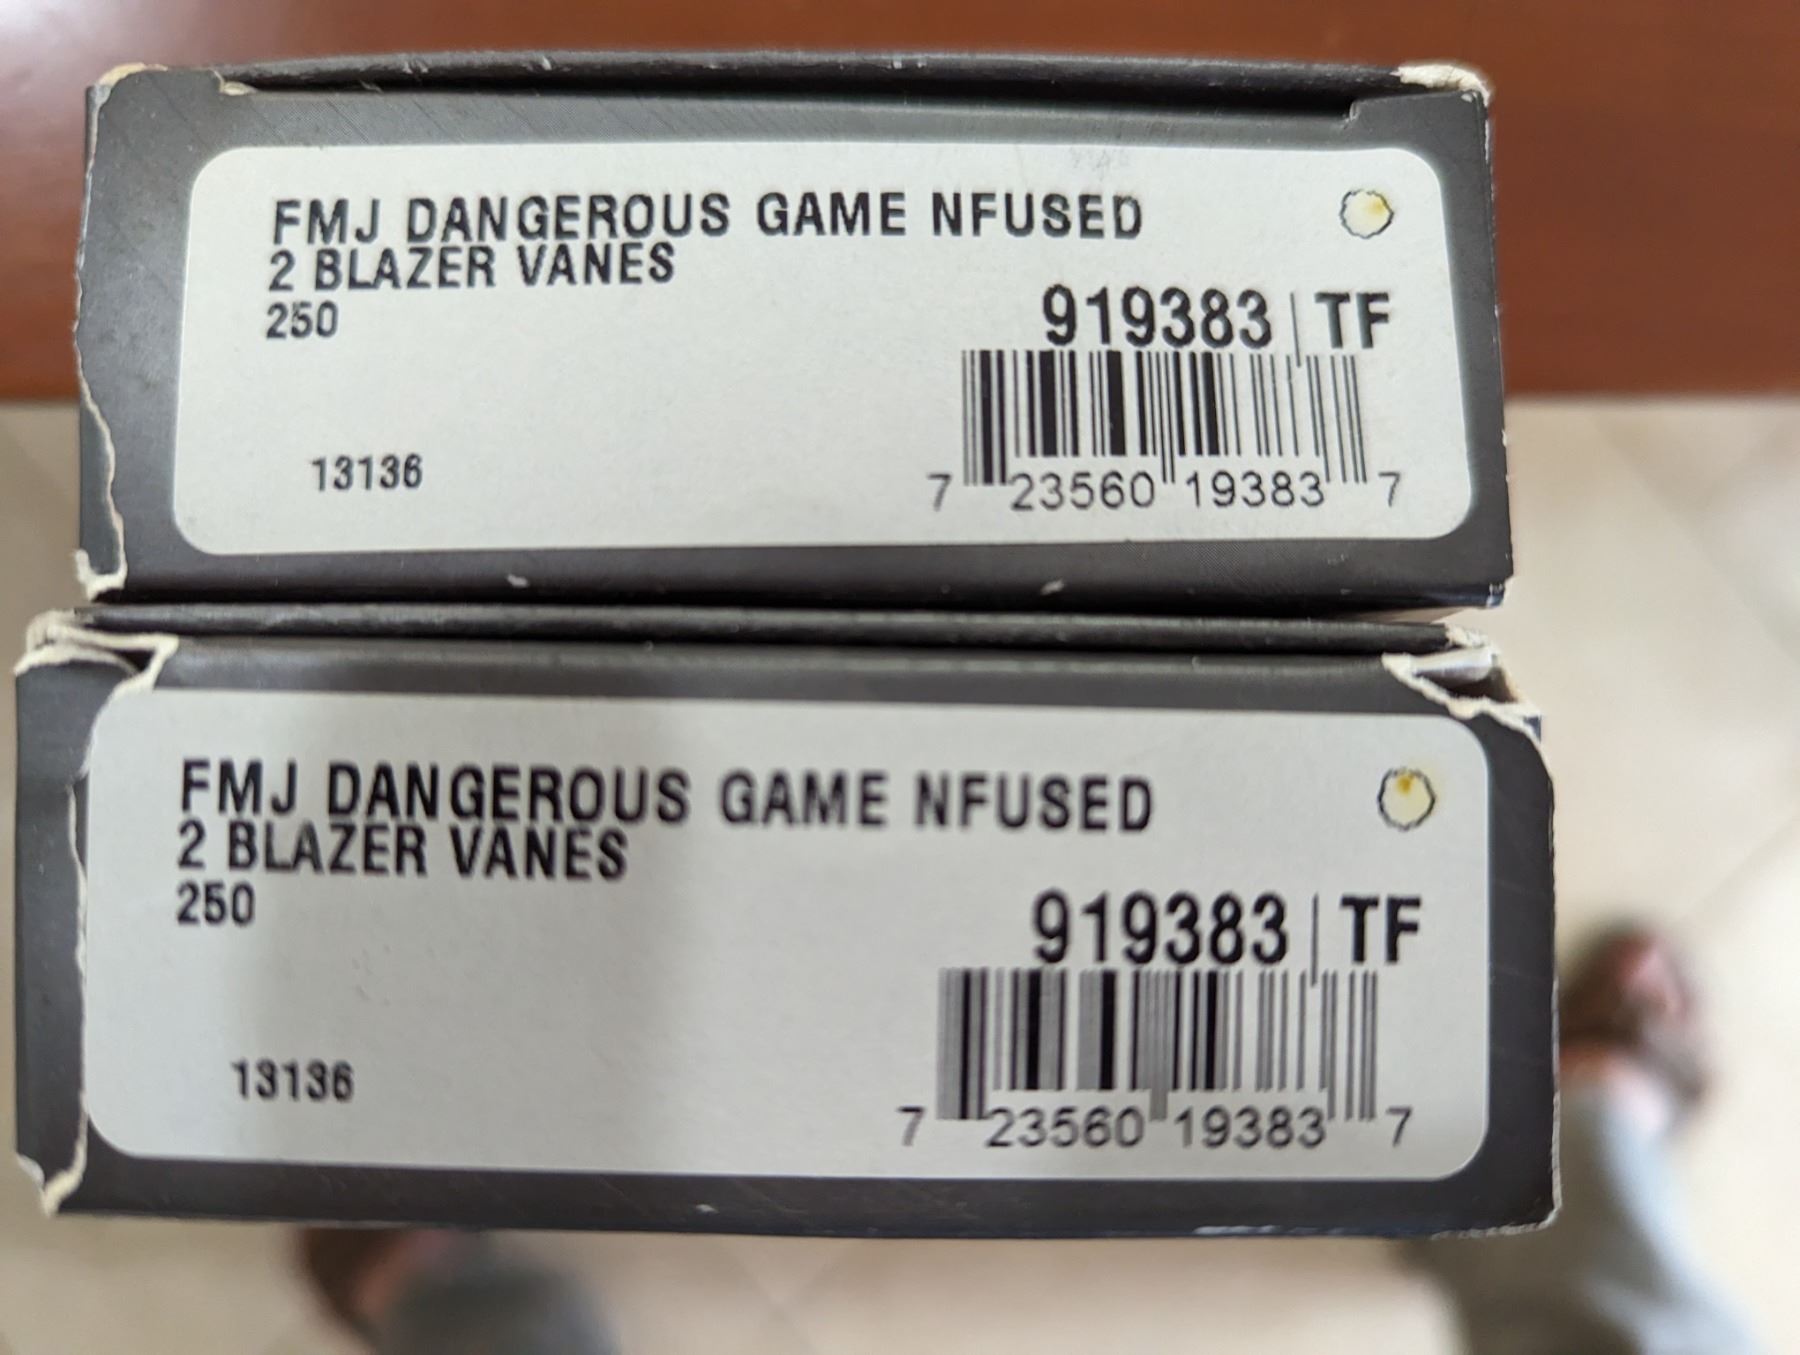 FMJ DANGEROUS GAME NFUSED
2 BLAZER VANES
250
919383 | TF
13136
7 23560 19383 7
FMJ DANGEROUS GAME NFUSED
2 BLAZER VANES
250
919383 | TF
13136
7 23560 19383 7